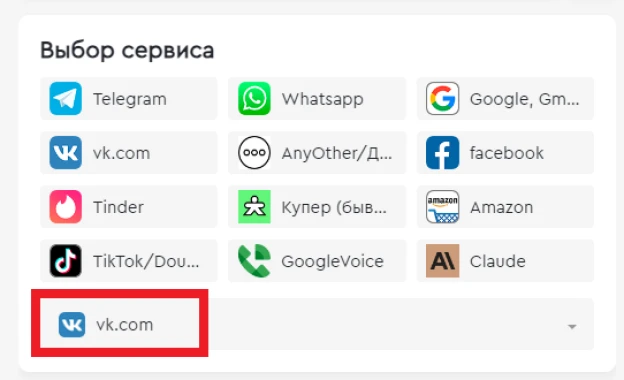 Выбор сервиса
Telegram
Whatsapp
Google, Gm...
vk.com
AnyOther/Д...
facebook
Tinder
Купер (быв...
amazon
Amazon
TikTok/Dou...
GoogleVoice
Claude
vk.com